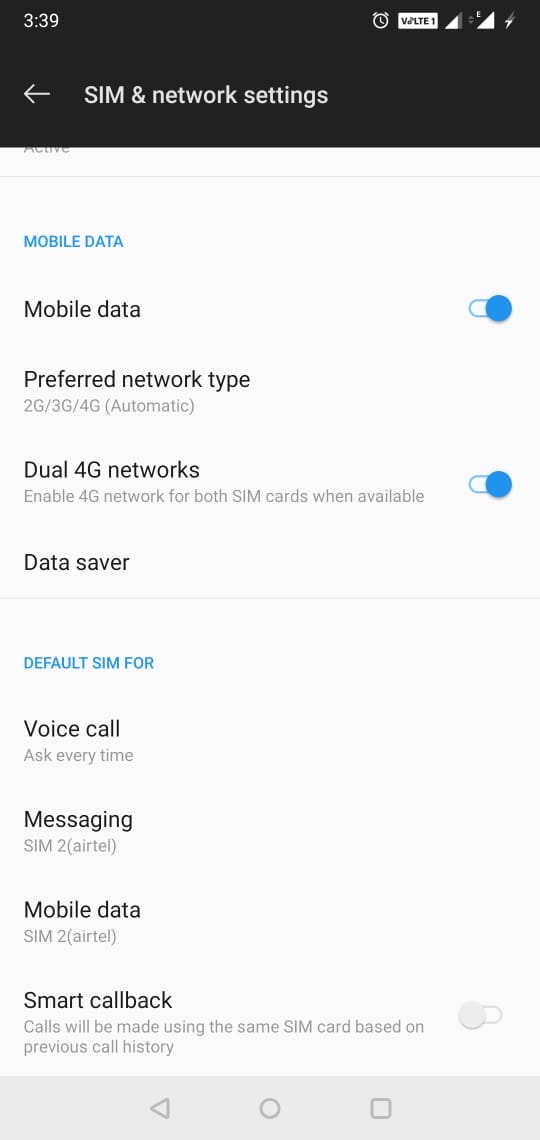 3:39
VoLTE 1
E
SIM & network settings
Active
MOBILE DATA
Mobile data
Preferred network type
2G/3G/4G (Automatic)
Dual 4G networks
Enable 4G network for both SIM cards when available
Data saver
DEFAULT SIM FOR
Voice call
Ask every time
Messaging
SIM 2(airtel)
Mobile data
SIM 2(airtel)
Smart callback
Calls will be made using the same SIM card based on
previous call history